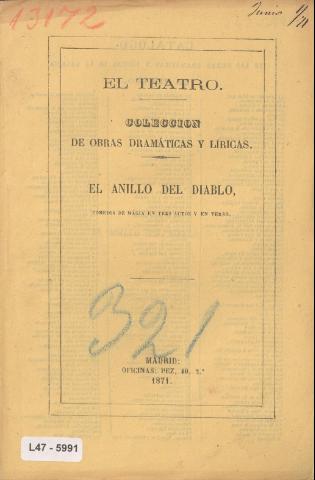 13172
Junio 9/71
EL TEATRO.
COLECCION
DE OBRAS DRAMÁTICAS Y LÍRICAS.
EL ANILLO DEL DIABLO,
COMEDIA DE MAGIA EN TRES ACTOS Y EN VERSO.
321
MADRID:
OFICINAS: PEZ, 40, 2.º
1871.
L47 - 5991